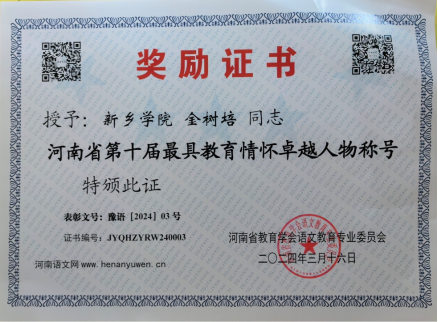 奖励证书
授予：新乡学院 金树培 同志
河南省第十届最具教育情怀卓越人物称号
特颁此证
表彰文号：豫语［2024］03号
证书编号：JYQHZYRW240003
河南省教育学会语文教育专业委员会
二〇二四年三月十六日
河南语文网www.henanyuwen.cn